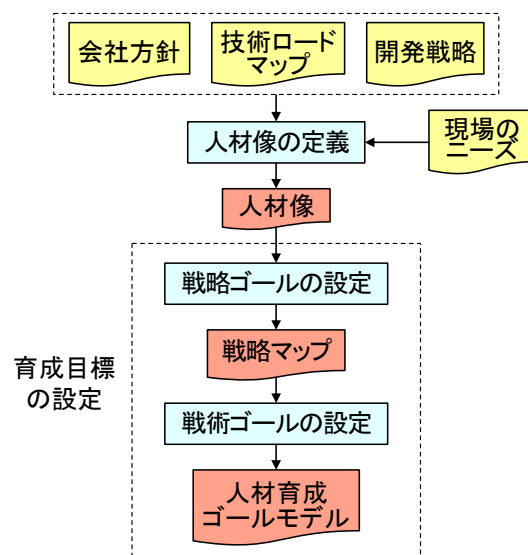 会社方針
技術ロード
マップ
開発戦略
人材像の定義
現場の
ニーズ
人材像
戦略ゴールの設定
戦略マップ
育成目標
の設定
戦術ゴールの設定
人材育成
ゴールモデル